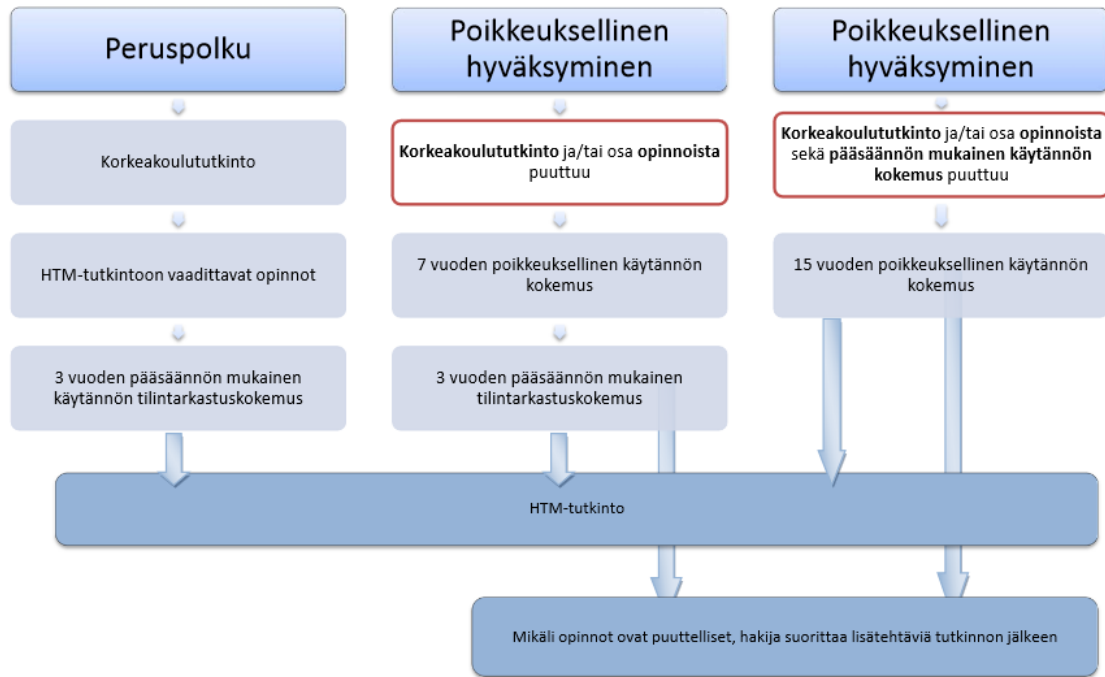 Peruspolku
Korkeakoulututkinto
HTM-tutkintoon vaadittavat opinnot
3 vuoden pääsäännön mukainen
käytännön tilintarkastuskokemus
Poikkeuksellinen
hyväksyminen
Korkeakoulututkinto ja/tai osa opinnoista
puuttuu
7 vuoden poikkeuksellinen käytännön
kokemus
3 vuoden pääsäännön mukainen
tilintarkastuskokemus
Poikkeuksellinen
hyväksyminen
Korkeakoulututkinto ja/tai osa opinnoista
sekä pääsäännön mukainen käytännön
kokemus puuttuu
15 vuoden poikkeuksellinen käytännön
kokemus
HTM-tutkinto
Mikäli opinnot ovat puuttelliset, hakija suorittaa lisätehtäviä tutkinnon jälkeen